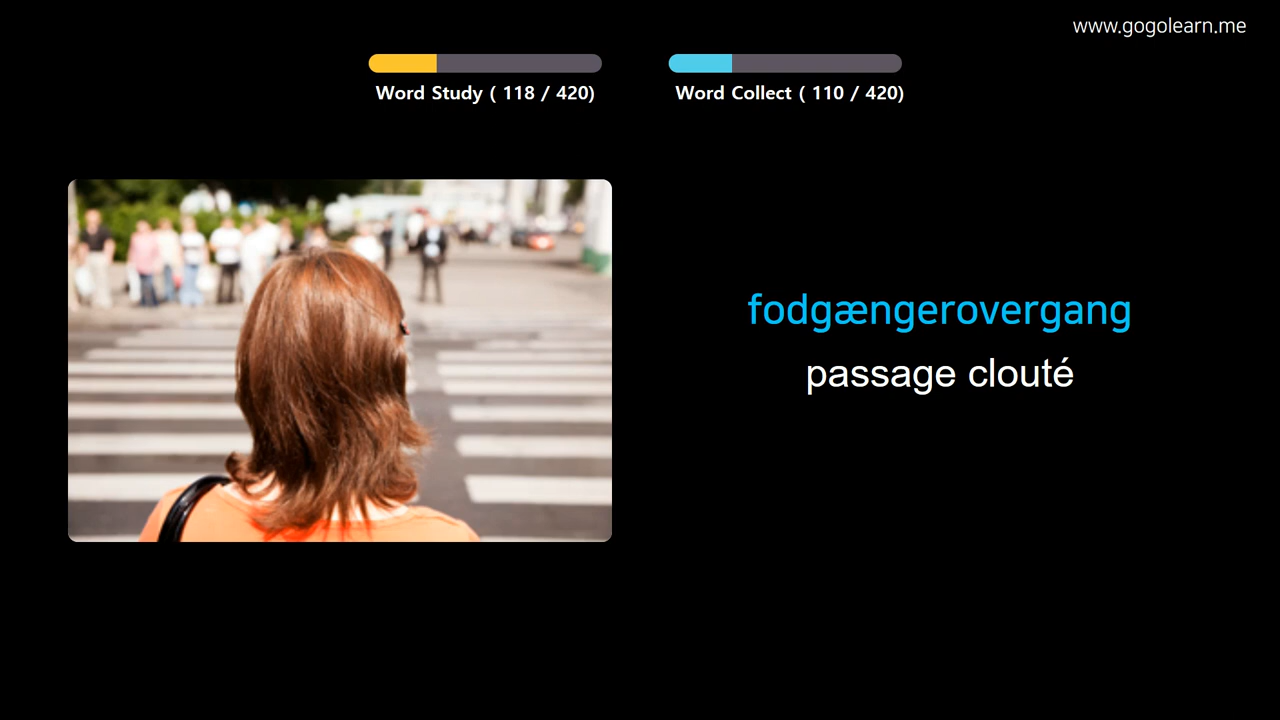 www.gogolearn.me
Word Study ( 118 / 420)
Word Collect ( 110 / 420)
fodgængerovergang
passage clouté